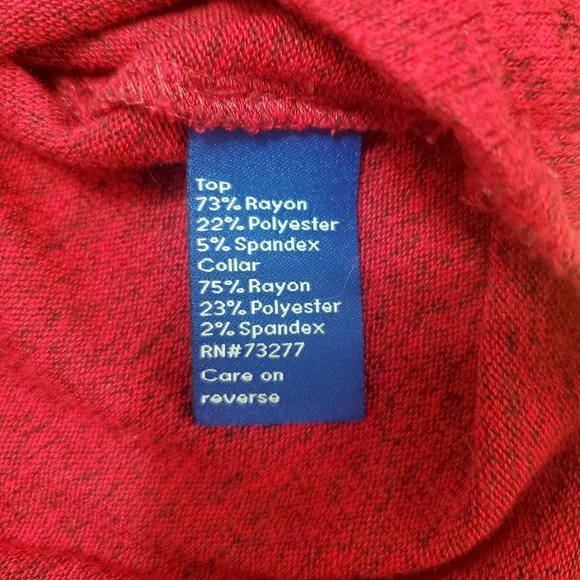 Top
73% Rayon
22% Polyester
5% Spandex
Collar
75% Rayon
23% Polyester
2% Spandex
RN#73277
Care on
reverse